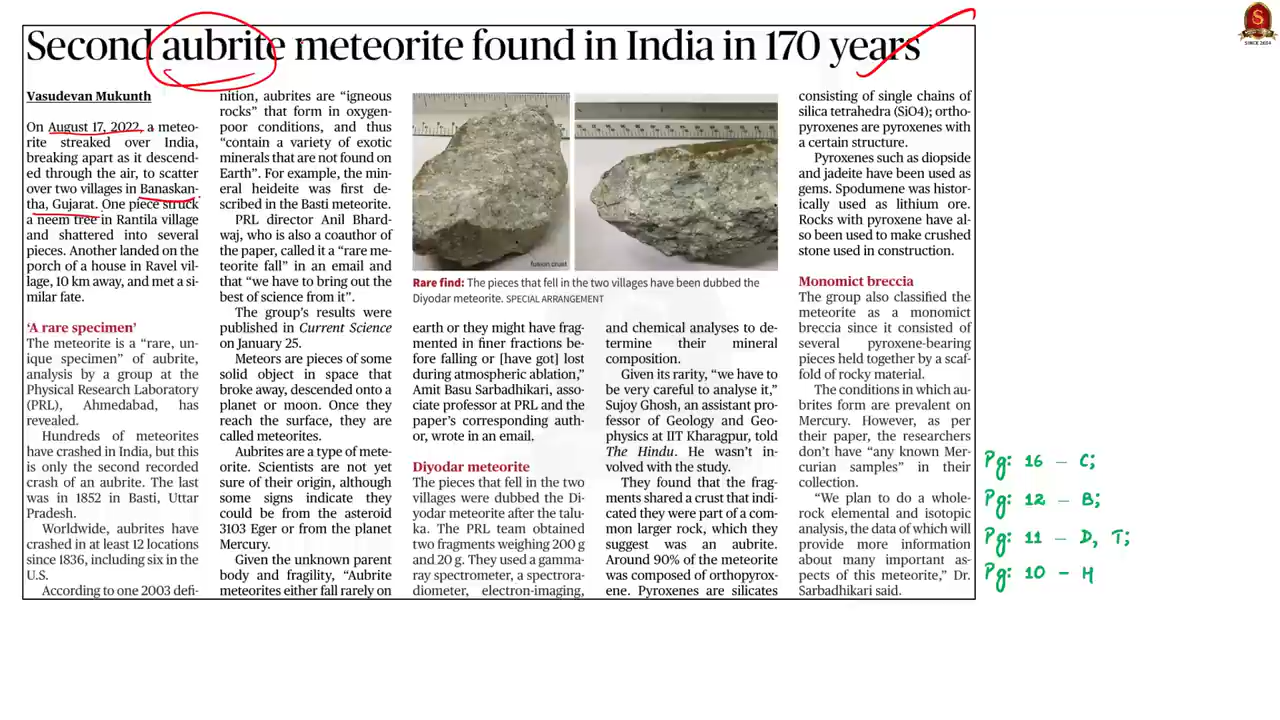 Second aubrite meteorite found in India in 170 years
Vasudevan Mukunth
On August 17, 2022, a meteo-
rite streaked over India,
breaking apart as it descend-
ed through the air, to scatter
over two villages in Banaskan-
tha, Gujarat. One piece struck
a neem tree in Rantila village
and shattered into several
pieces. Another landed on the
porch of a house in Ravel vil-
lage, 10 km away, and met a si-
milar fate.
‘A rare specimen’
The meteorite is a “rare, un-
ique specimen” of aubrite,
analysis by a group at the
Physical Research Laboratory
(PRL), Ahmedabad, has
revealed.
Hundreds of meteorites
have crashed in India, but this
is only the second recorded
crash of an aubrite. The last
was in 1852 in Basti, Uttar
Pradesh.
Worldwide, aubrites have
crashed in at least 12 locations
since 1836, including six in the
U.S.
According to one 2003 defi-
nition, aubrites are “igneous
rocks” that form in oxygen-
poor conditions, and thus
“contain a variety of exotic
minerals that are not found on
Earth”. For example, the min-
eral heideite was first de-
scribed in the Basti meteorite.
PRL director Anil Bhard-
waj, who is also a coauthor of
the paper, called it a “rare me-
teorite fall” in an email and
that “we have to bring out the
best of science from it”.
The group’s results were
published in Current Science
on January 25.
Meteors are pieces of some
solid object in space that
broke away, descended onto a
planet or moon. Once they
reach the surface, they are
called meteorites.
Aubrites are a type of mete-
orite. Scientists are not yet
sure of their origin, although
some signs indicate they
could be from the asteroid
3103 Eger or from the planet
Mercury.
Given the unknown parent
body and fragility, “Aubrite
meteorites either fall rarely on
fusion crust
Rare find: The pieces that fell in the two villages have been dubbed the
Diyodar meteorite. SPECIAL ARRANGEMENT
earth or they might have frag-
mented in finer fractions be-
fore falling or [have got] lost
during atmospheric ablation,”
Amit Basu Sarbadhikari, asso-
ciate professor at PRL and the
paper’s corresponding auth-
or, wrote in an email.
Diyodar meteorite
The pieces that fell in the two
villages were dubbed the Di-
yodar meteorite after the talu-
ka. The PRL team obtained
two fragments weighing 200 g
and 20 g. They used a gamma-
ray spectrometer, a spectrora-
diometer, electron-imaging,
and chemical analyses to de-
termine their mineral
composition.
Given its rarity, “we have to
be very careful to analyse it,”
Sujoy Ghosh, an assistant pro-
fessor of Geology and Geo-
physics at IIT Kharagpur, told
The Hindu. He wasn’t in-
volved with the study.
They found that the frag-
ments shared a crust that indi-
cated they were part of a com-
mon larger rock, which they
suggest was an aubrite.
Around 90% of the meteorite
was composed of orthopyrox-
ene. Pyroxenes are silicates
consisting of single chains of
silica tetrahedra (SiO4); ortho-
pyroxenes are pyroxenes with
a certain structure.
Pyroxenes such as diopside
and jadeite have been used as
gems. Spodumene was histor-
ically used as lithium ore.
Rocks with pyroxene have al-
so been used to make crushed
stone used in construction.
Monomict breccia
The group also classified the
meteorite as a monomict
breccia since it consisted of
several pyroxene-bearing
pieces held together by a scaf-
fold of rocky material.
The conditions in which au-
brites form are prevalent on
Mercury. However, as per
their paper, the researchers
don’t have “any known Mer-
curian samples” in their
collection.
“We plan to do a whole-
rock elemental and isotopic
analysis, the data of which will
provide more information
about many important as-
pects of this meteorite,” Dr.
Sarbadhikari said.
Pg: 16 – C;
Pg: 12 – B;
Pg: 11 – D, T;
Pg: 10 – H
S
SINCE 2014